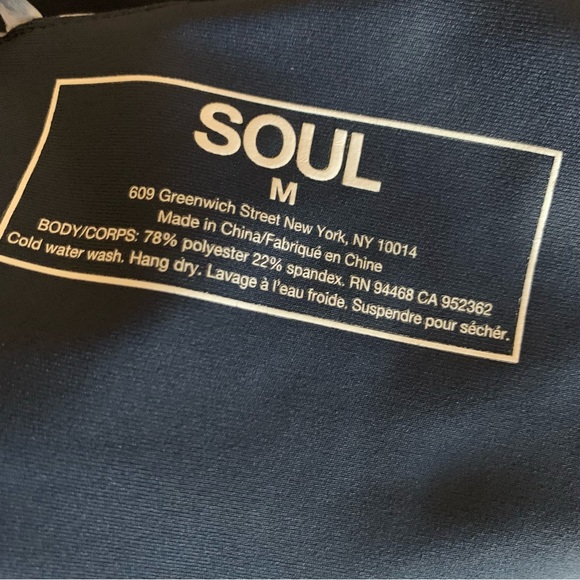 SOUL
M
609 Greenwich Street New York, NY 10014
Made in China/Fabriqué en Chine
BODY/CORPS: 78% polyester 22% spandex. RN 94468 CA 952362
Cold water wash. Hang dry. Lavage à l'eau froide. Suspendre pour séchér.